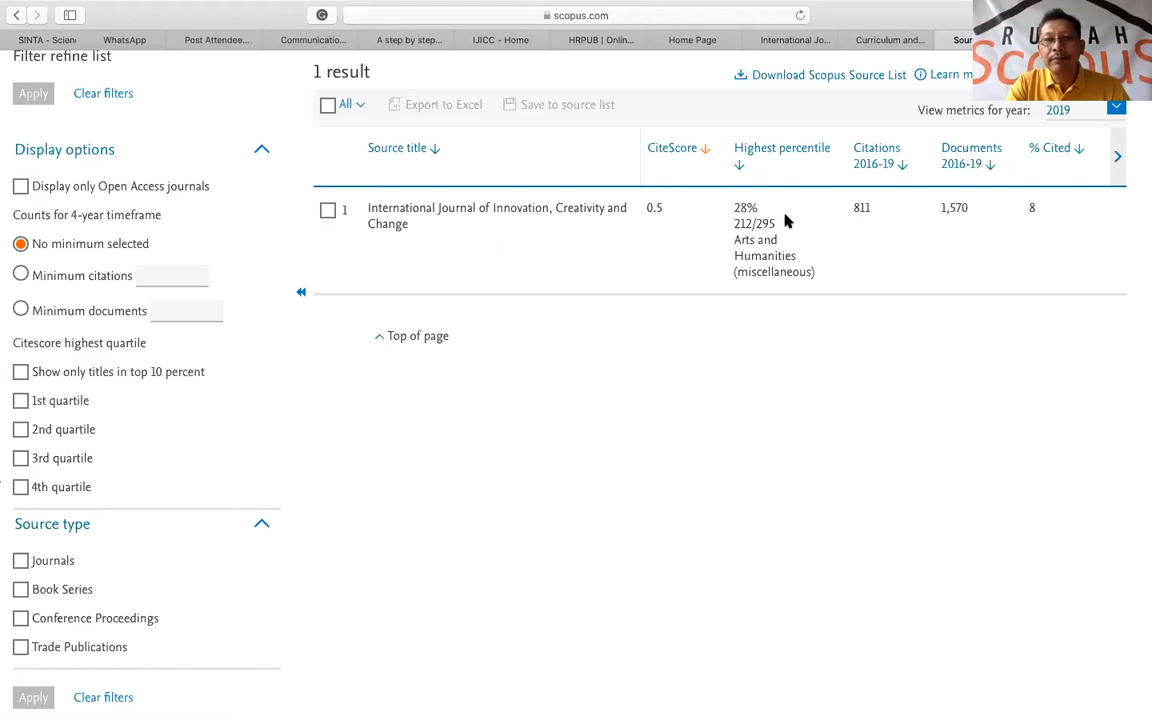 scopus.com
SINTA - Scienc
WhatsApp
Post Attendee...
Communicatio...
A step by step...
IJICC - Home
HRPUB | Onlin...
Home Page
International Jo...
Curriculum and...
Sour
RU AH
Scopus
Filter refine list
Apply
Clear filters
Display options
Display only Open Access journals
Counts for 4-year timeframe
No minimum selected
Minimum citations
Minimum documents
Citescore highest quartile
Show only titles in top 10 percent
1st quartile
2nd quartile
3rd quartile
4th quartile
Source type
Journals
Book Series
Conference Proceedings
Trade Publications
Apply
Clear filters
1 result
Download Scopus Source List
Learn m
All
Export to Excel
Save to source list
View metrics for year:
2019
Source title
CiteScore
Highest percentile
Citations
2016-19
Documents
2016-19
% Cited
1
International Journal of Innovation, Creativity and
Change
0.5
28%
212/295
Arts and
Humanities
(miscellaneous)
811
1,570
8
Top of page